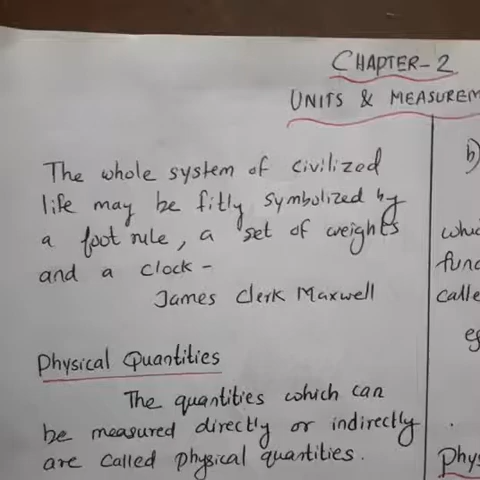 CHAPTER-2
UNITS & MEASUREM
The whole system of civilized
life may be fitly symbolized by
a foot rule, a set of weights
and a clock -
James Clerk Maxwell
Physical Quantities
The quantities which can
be measured directly or indirectly
are called physical quantities.
b)
whic
func
calle
eg
Phys